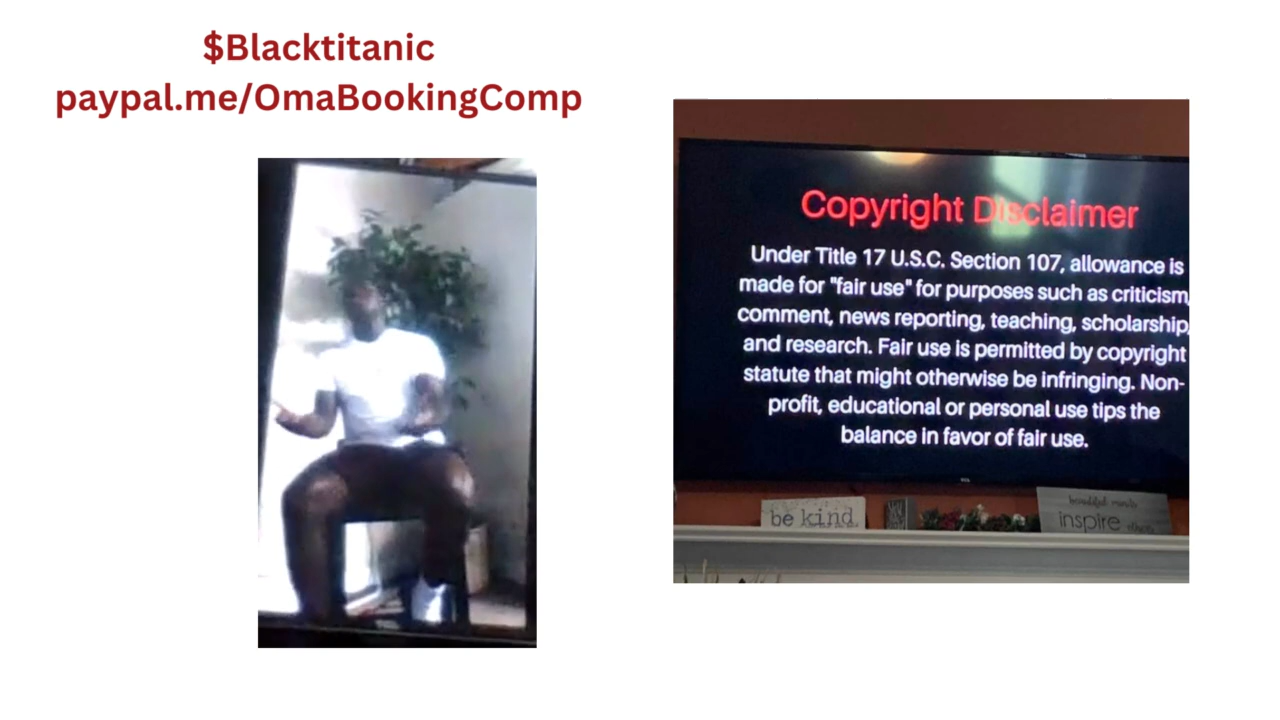 $Blacktitanic
paypal.me/OmaBookingComp
Copyright Disclaimer
Under Title 17 U.S.C. Section 107, allowance is
made for "fair use" for purposes such as criticism,
comment, news reporting, teaching, scholarship,
and research. Fair use is permitted by copyright
statute that might otherwise be infringing. Non-
profit, educational or personal use tips the
balance in favor of fair use.
be kind
beautiful minds
inspire others